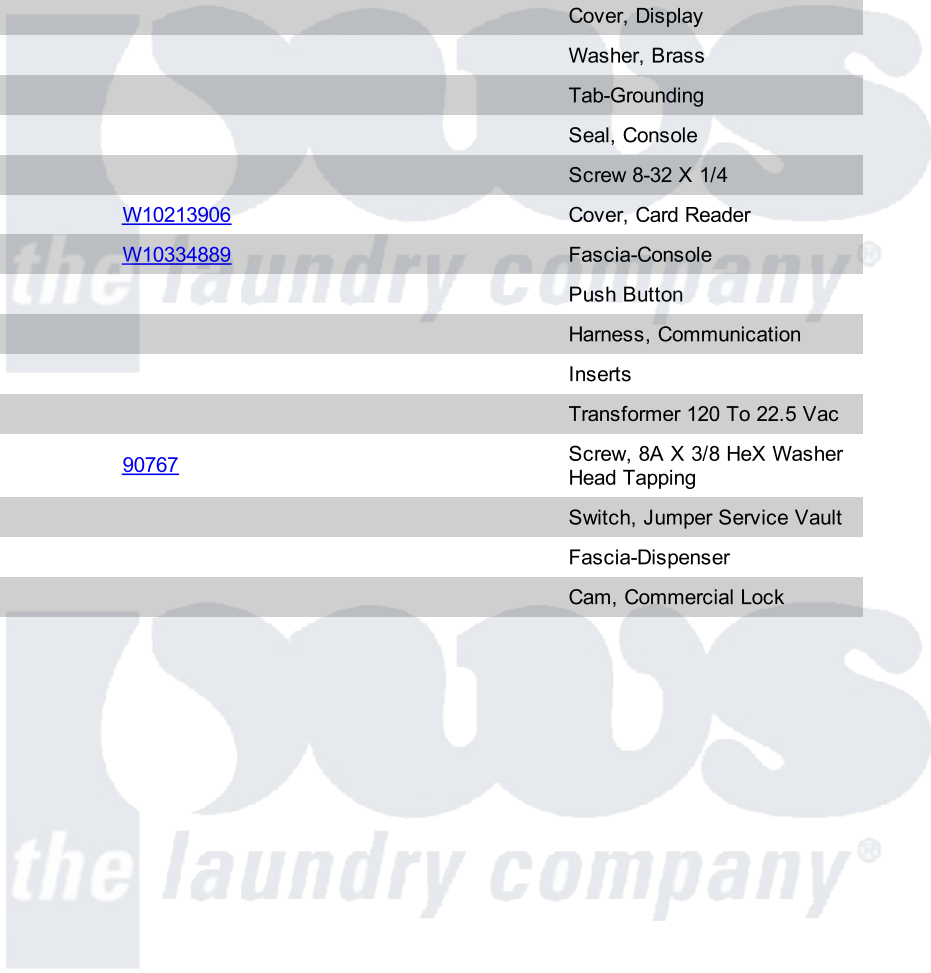 Cover, Display
Washer, Brass
Tab-Grounding
Seal, Console
Screw 8-32 X 1/4
W10213906 Cover, Card Reader
W10334889 Fascia-Console
the laundry company®
Push Button
Harness, Communication
Inserts
Transformer 120 To 22.5 Vac
90767 Screw, 8A X 3/8 HeX Washer
Head Tapping
Switch, Jumper Service Vault
Fascia-Dispenser
Cam, Commercial Lock
pws
the laundry company®